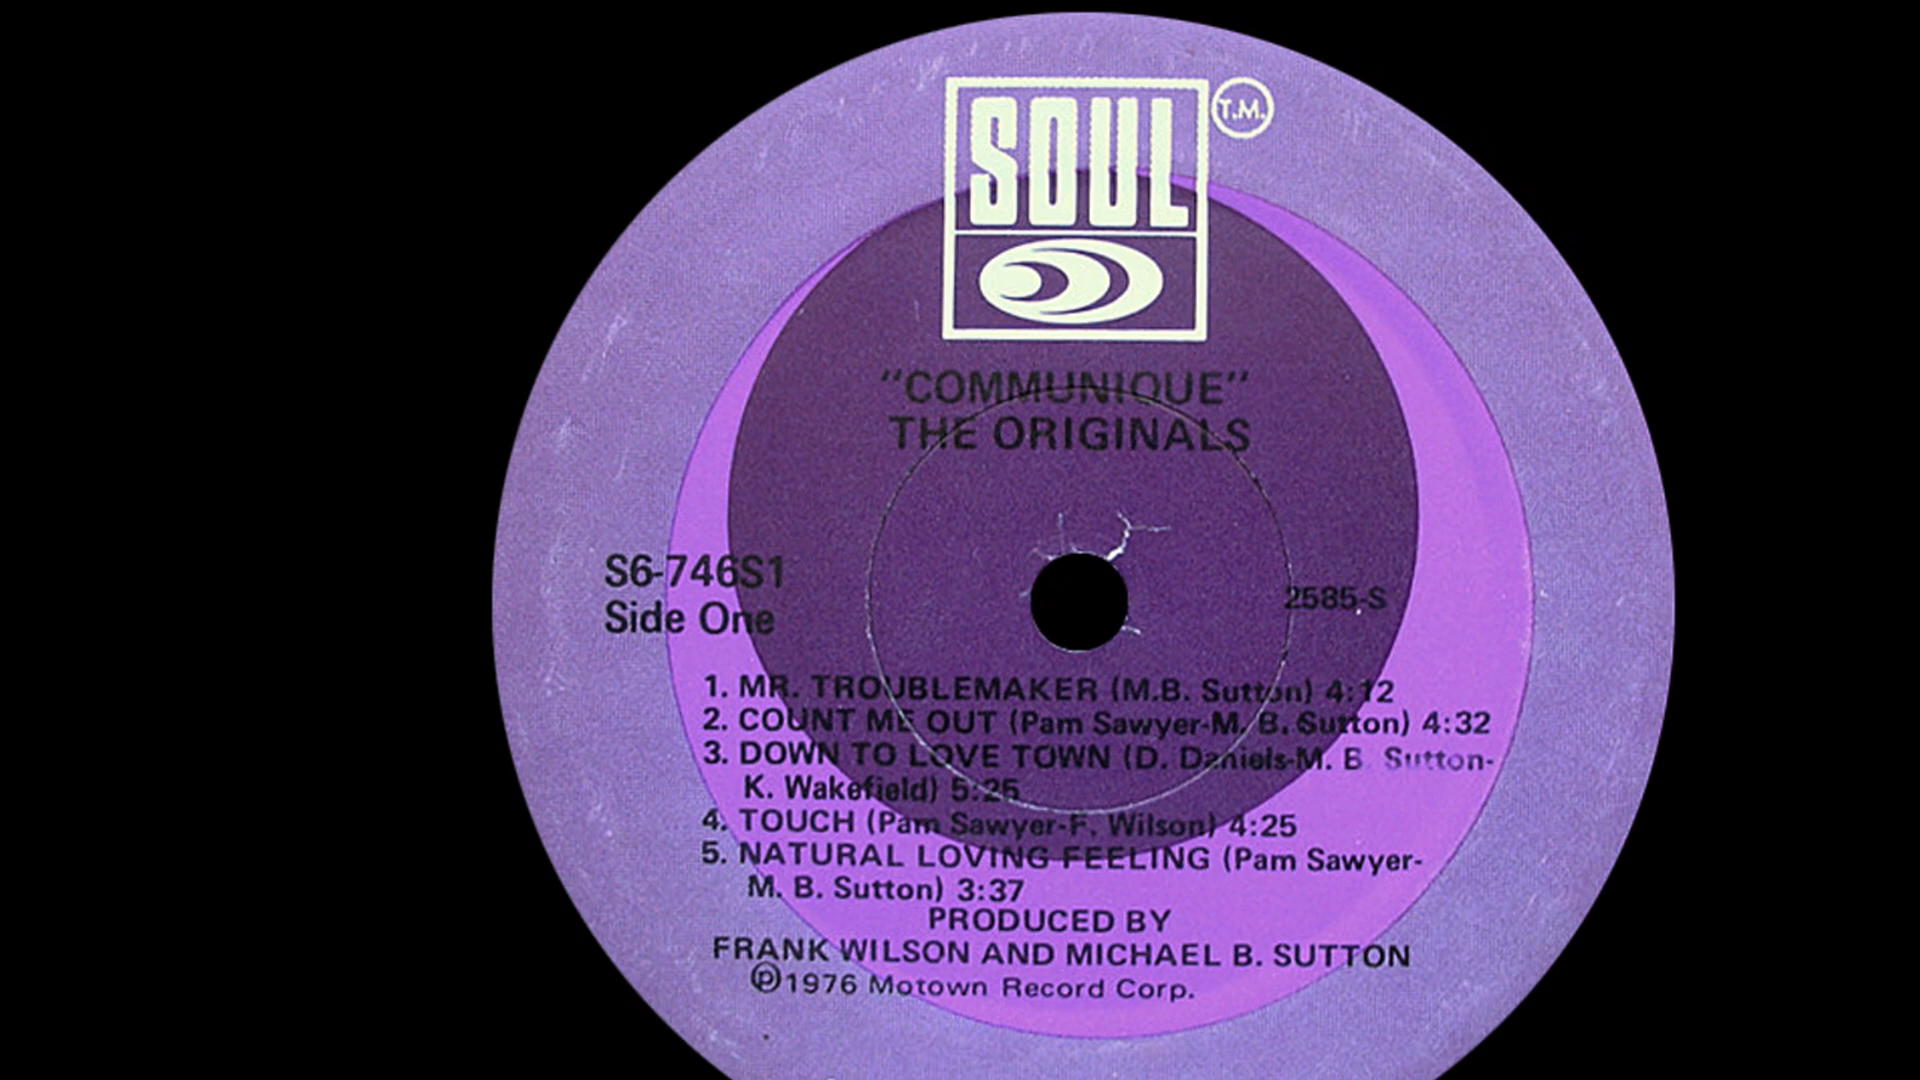 SOUL
T.M.
"COMMUNIQUE"
THE ORIGINALS
S6-746S1
Side One
2585-S
1. MR. TROUBLEMAKER (M.B. Sutton) 4:12
2. COUNT ME OUT (Pam Sawyer-M. B. Sutton) 4:32
3. DOWN TO LOVE TOWN (D. Daniels-M. B. Sutton-
K. Wakefield) 5:25
4. TOUCH (Pam Sawyer-F. Wilson) 4:25
5. NATURAL LOVING FEELING (Pam Sawyer-
M. B. Sutton) 3:37
PRODUCED BY
FRANK WILSON AND MICHAEL B. SUTTON
℗1976 Motown Record Corp.